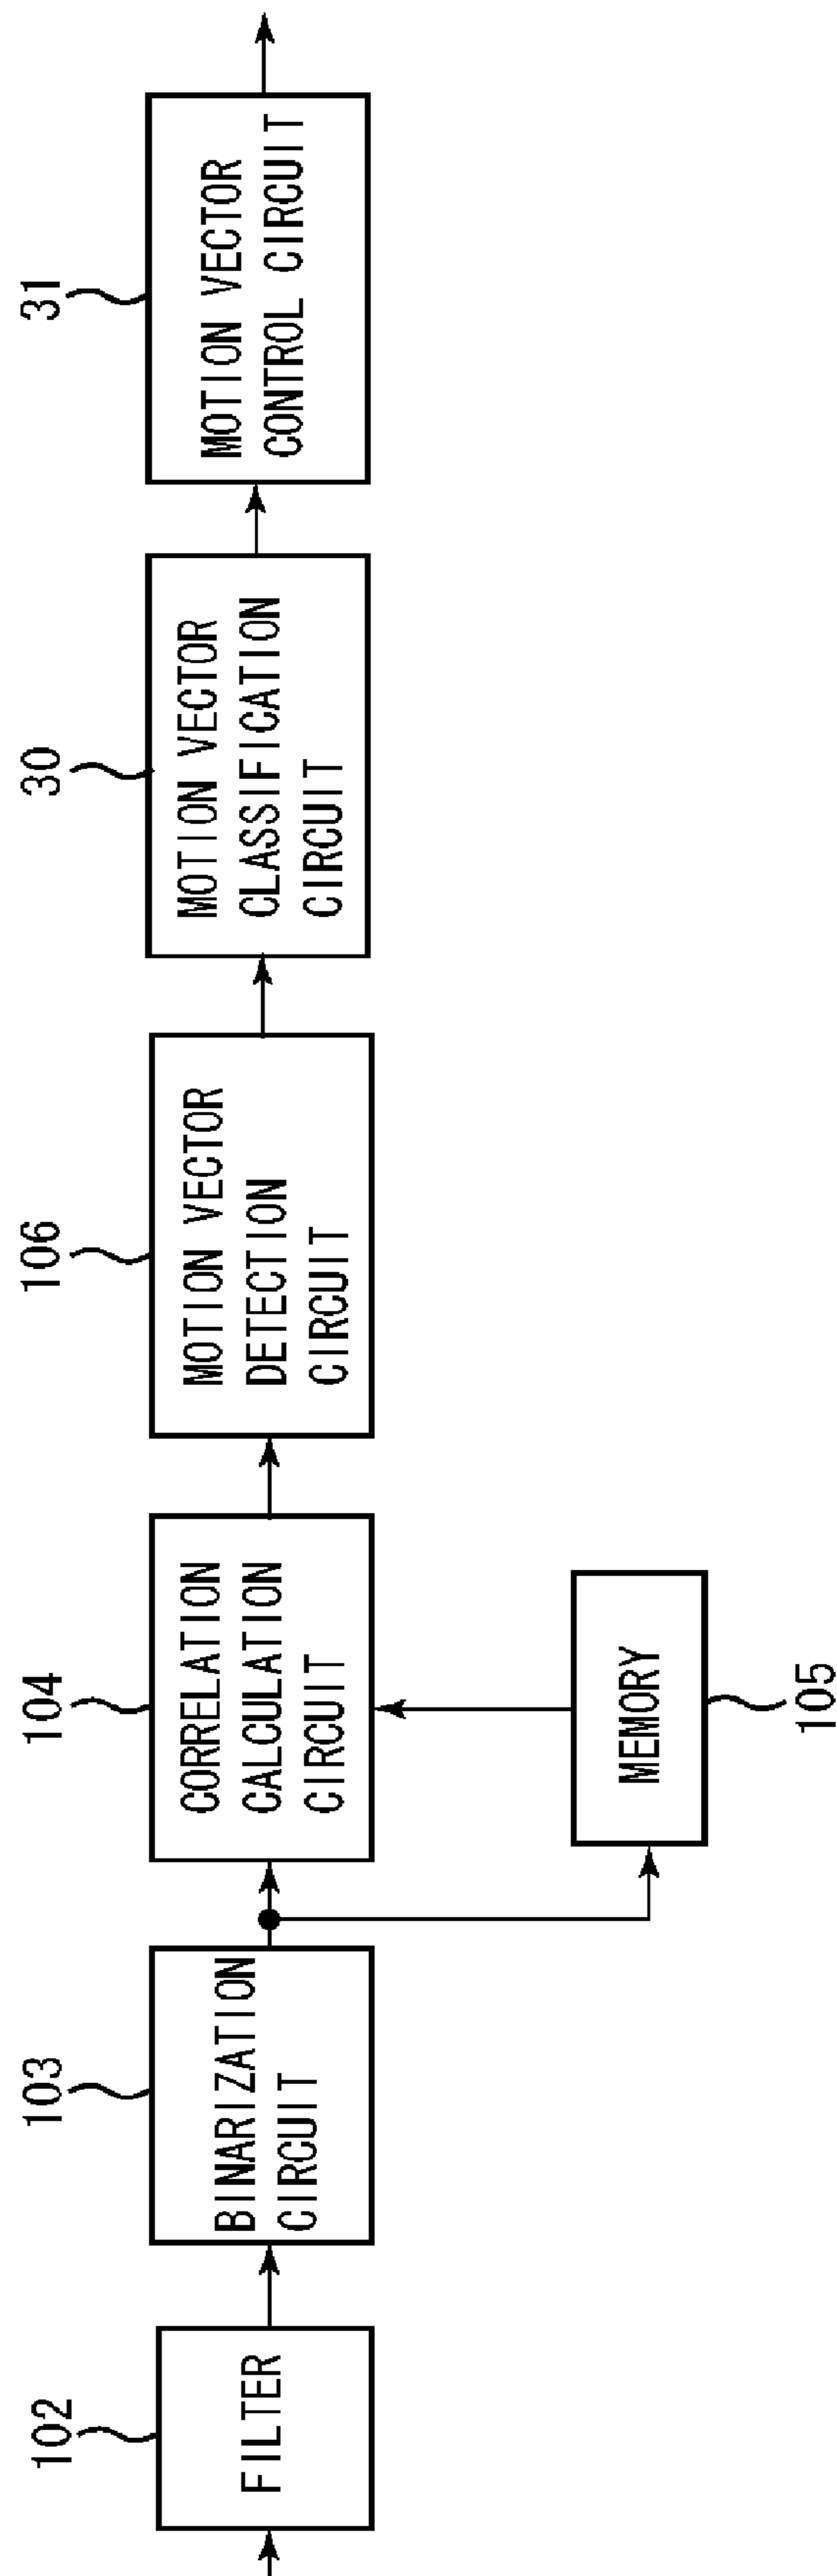 102
FILTER
103
BINARIZATION
CIRCUIT
104
CORRELATION
CALCULATION
CIRCUIT
MEMORY
105
106
MOTION VECTOR
DETECTION
CIRCUIT
30
MOTION VECTOR
CLASSIFICATION
CIRCUIT
31
MOTION VECTOR
CONTROL CIRCUIT